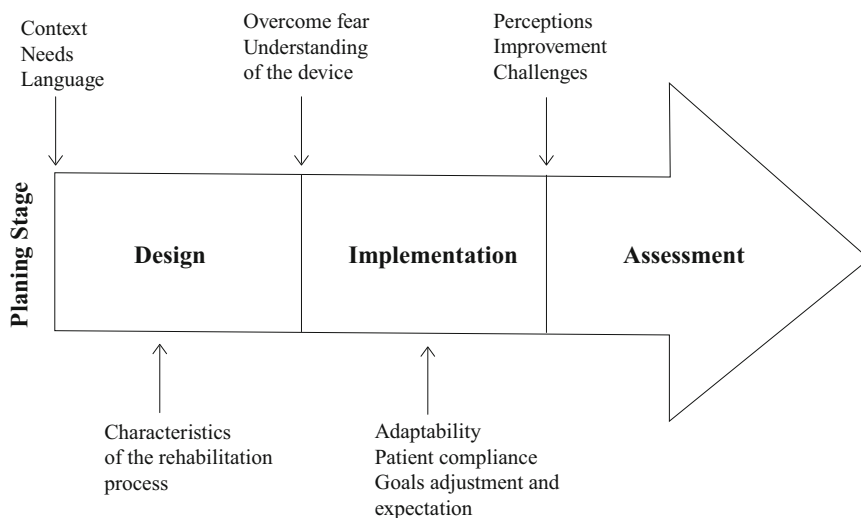 Context
Needs
Language
Overcome fear
Understanding
of the device
Perceptions
Improvement
Challenges
Planing Stage
Design
Implementation
Assessment
Characteristics
of the rehabilitation
process
Adaptability
Patient compliance
Goals adjustment and
expectation